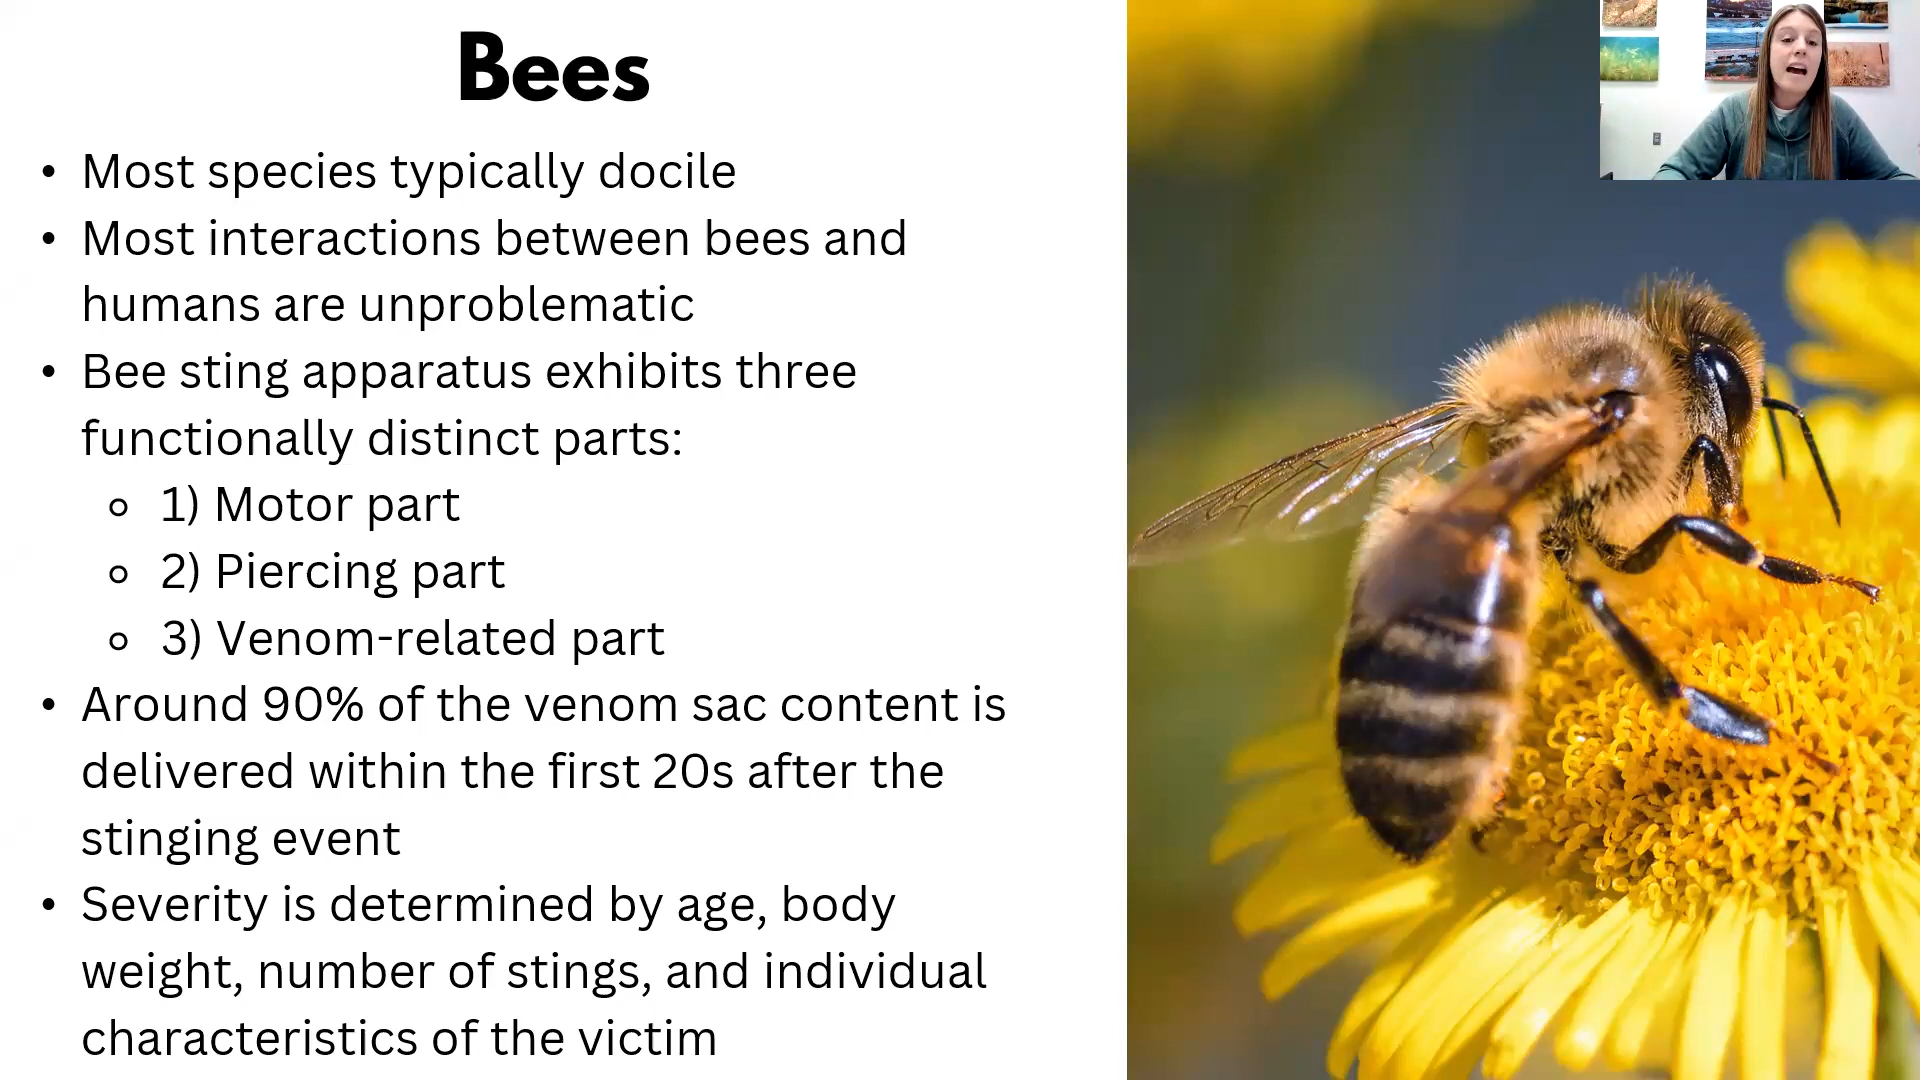 Bees
• Most species typically docile
• Most interactions between bees and
humans are unproblematic
• Bee sting apparatus exhibits three
functionally distinct parts:
◦ 1) Motor part
◦ 2) Piercing part
◦ 3) Venom-related part
• Around 90% of the venom sac content is
delivered within the first 20s after the
stinging event
• Severity is determined by age, body
weight, number of stings, and individual
characteristics of the victim